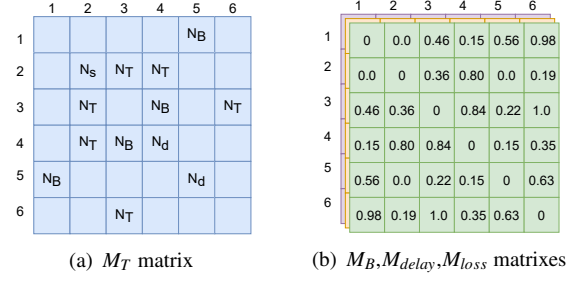 1 2 3 4 5 6
1 N_B
2 N_s N_T N_T
3 N_T N_B N_T
4 N_T N_B N_d
5 N_B N_d
6 N_T
(a) M_T matrix
1 2 3 4 5 6
1 0 0.0 0.46 0.15 0.56 0.98
2 0.0 0 0.36 0.80 0.0 0.19
3 0.46 0.36 0 0.84 0.22 1.0
4 0.15 0.80 0.84 0 0.15 0.35
5 0.56 0.0 0.22 0.15 0 0.63
6 0.98 0.19 1.0 0.35 0.63 0
(b) M_B,M_delay,M_loss matrixes